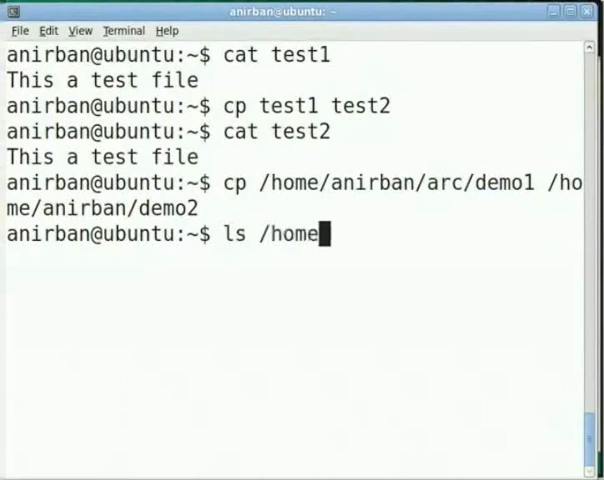 anirban@ubuntu: ~
File Edit View Terminal Help
anirban@ubuntu:~$ cat test1
This a test file
anirban@ubuntu:~$ cp test1 test2
anirban@ubuntu:~$ cat test2
This a test file
anirban@ubuntu:~$ cp /home/anirban/arc/demo1 /ho
me/anirban/demo2
anirban@ubuntu:~$ ls /home